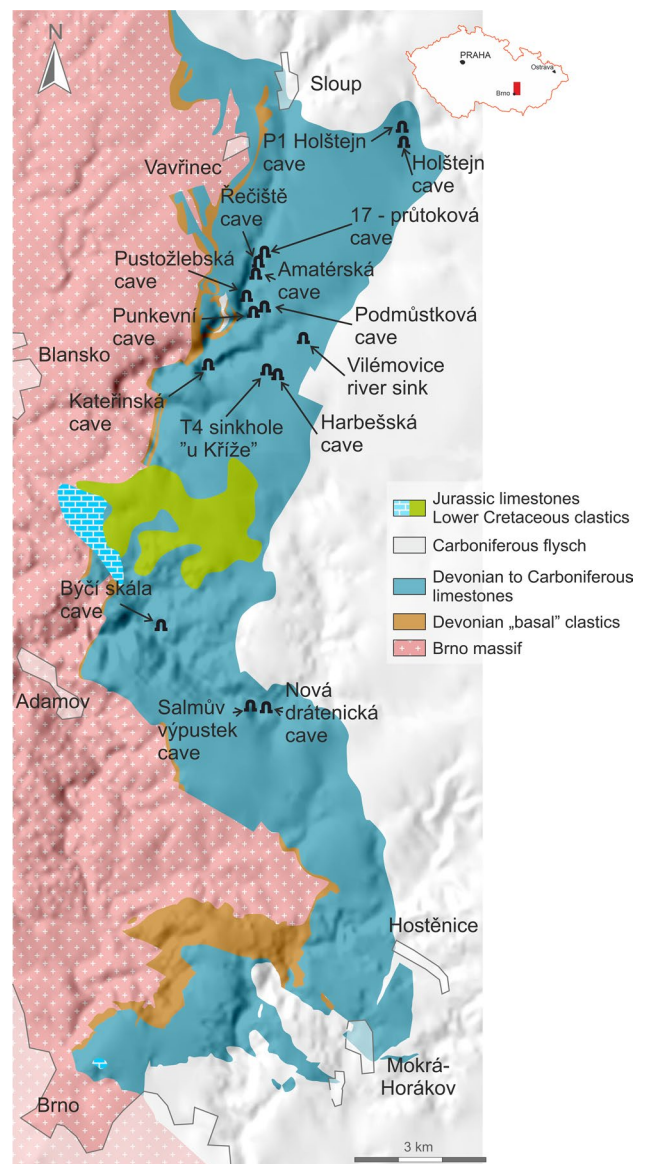 N
PRAHA
Ostrava
Brno
Sloup
P1 Holštejn
cave
Holštejn
cave
Vavřinec
Řečiště
cave
17 - průtoková
cave
Pustožlebská
cave
Amatérská
cave
Punkevní
cave
Podmůstková
cave
Blansko
Vilémovice
river sink
Kateřinská
cave
T4 sinkhole
”u Kříže”
Harbešská
cave
Jurassic limestones
Lower Cretaceous clastics
Carboniferous flysch
Devonian to Carboniferous
limestones
Devonian „basal” clastics
Brno massif
Býčí skála
cave
Adamov
Salmův
výpustek
cave
Nová
drátenická
cave
Hostěnice
Mokrá-
Horákov
Brno
3 km